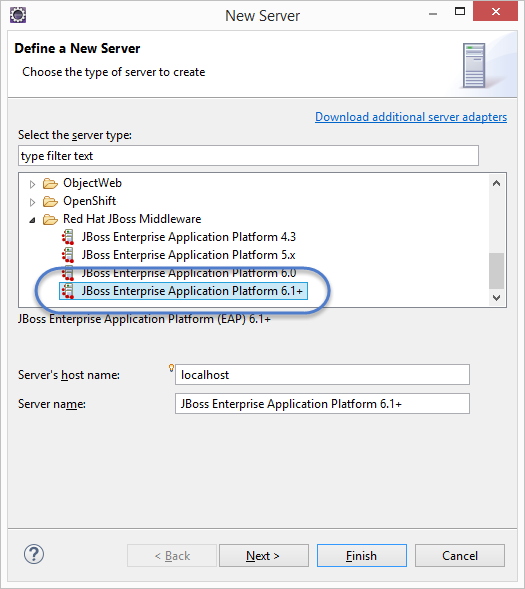 New Server
Define a New Server
Choose the type of server to create
Download additional server adapters
Select the server type:
type filter text
ObjectWeb
OpenShift
Red Hat JBoss Middleware
JBoss Enterprise Application Platform 4.3
JBoss Enterprise Application Platform 5.x
JBoss Enterprise Application Platform 6.0
JBoss Enterprise Application Platform 6.1+
JBoss Enterprise Application Platform (EAP) 6.1+
Server's host name:
localhost
Server name:
JBoss Enterprise Application Platform 6.1+
?
< Back
Next >
Finish
Cancel